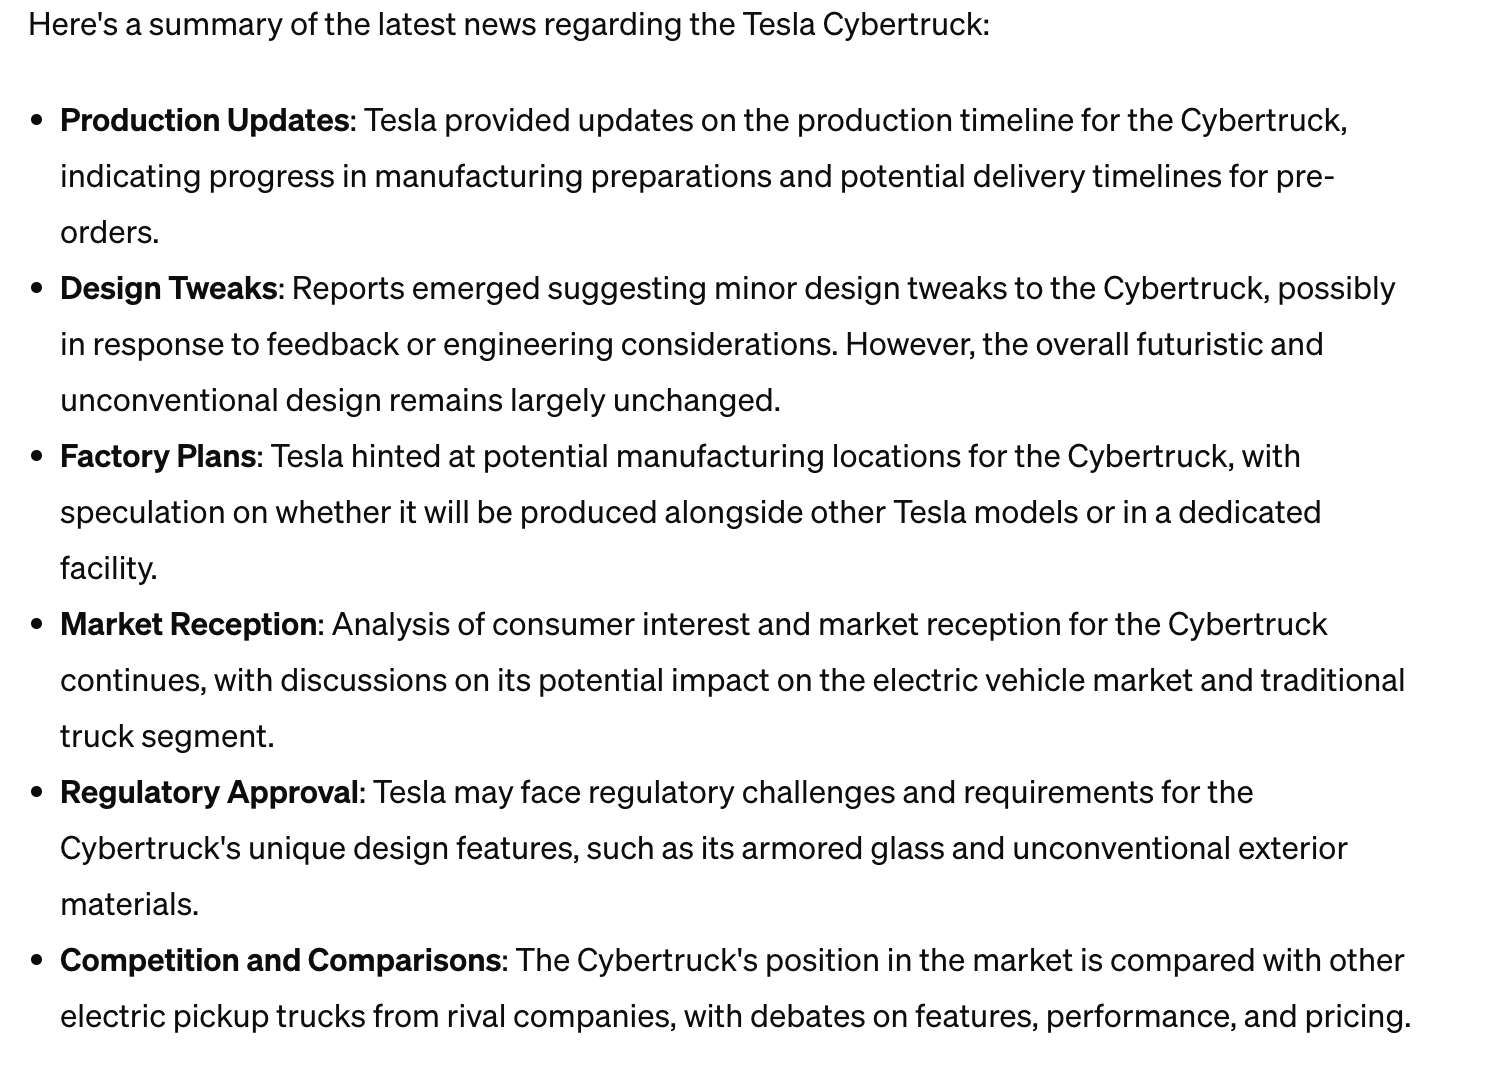 Here's a summary of the latest news regarding the Tesla Cybertruck:
• Production Updates: Tesla provided updates on the production timeline for the Cybertruck,
indicating progress in manufacturing preparations and potential delivery timelines for pre-
orders.
• Design Tweaks: Reports emerged suggesting minor design tweaks to the Cybertruck, possibly
in response to feedback or engineering considerations. However, the overall futuristic and
unconventional design remains largely unchanged.
• Factory Plans: Tesla hinted at potential manufacturing locations for the Cybertruck, with
speculation on whether it will be produced alongside other Tesla models or in a dedicated
facility.
• Market Reception: Analysis of consumer interest and market reception for the Cybertruck
continues, with discussions on its potential impact on the electric vehicle market and traditional
truck segment.
• Regulatory Approval: Tesla may face regulatory challenges and requirements for the
Cybertruck's unique design features, such as its armored glass and unconventional exterior
materials.
• Competition and Comparisons: The Cybertruck's position in the market is compared with other
electric pickup trucks from rival companies, with debates on features, performance, and pricing.